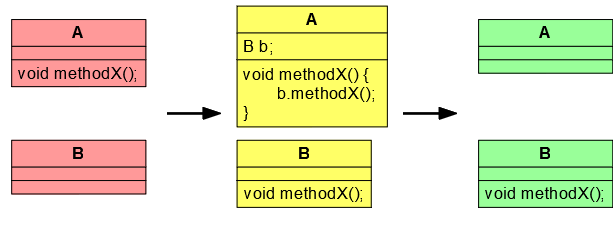 A
void methodX();
B
A
B b;
void methodX() {
b.methodX();
}
B
void methodX();
A
B
void methodX();